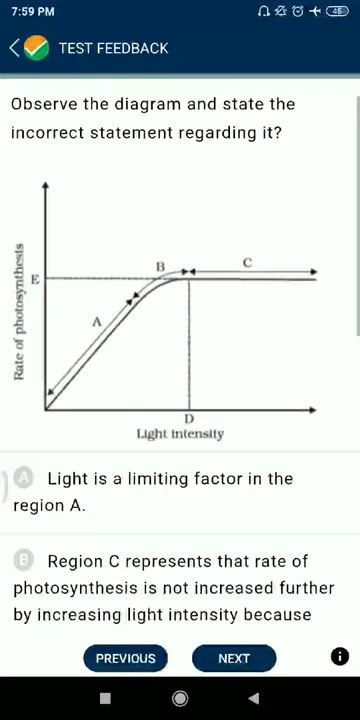 7:59 PM
48
TEST FEEDBACK
Observe the diagram and state the
incorrect statement regarding it?
B
C
E
A
Rate of photosynthesis
D
Light intensity
A Light is a limiting factor in the
region A.
B Region C represents that rate of
photosynthesis is not increased further
by increasing light intensity because
PREVIOUS
NEXT